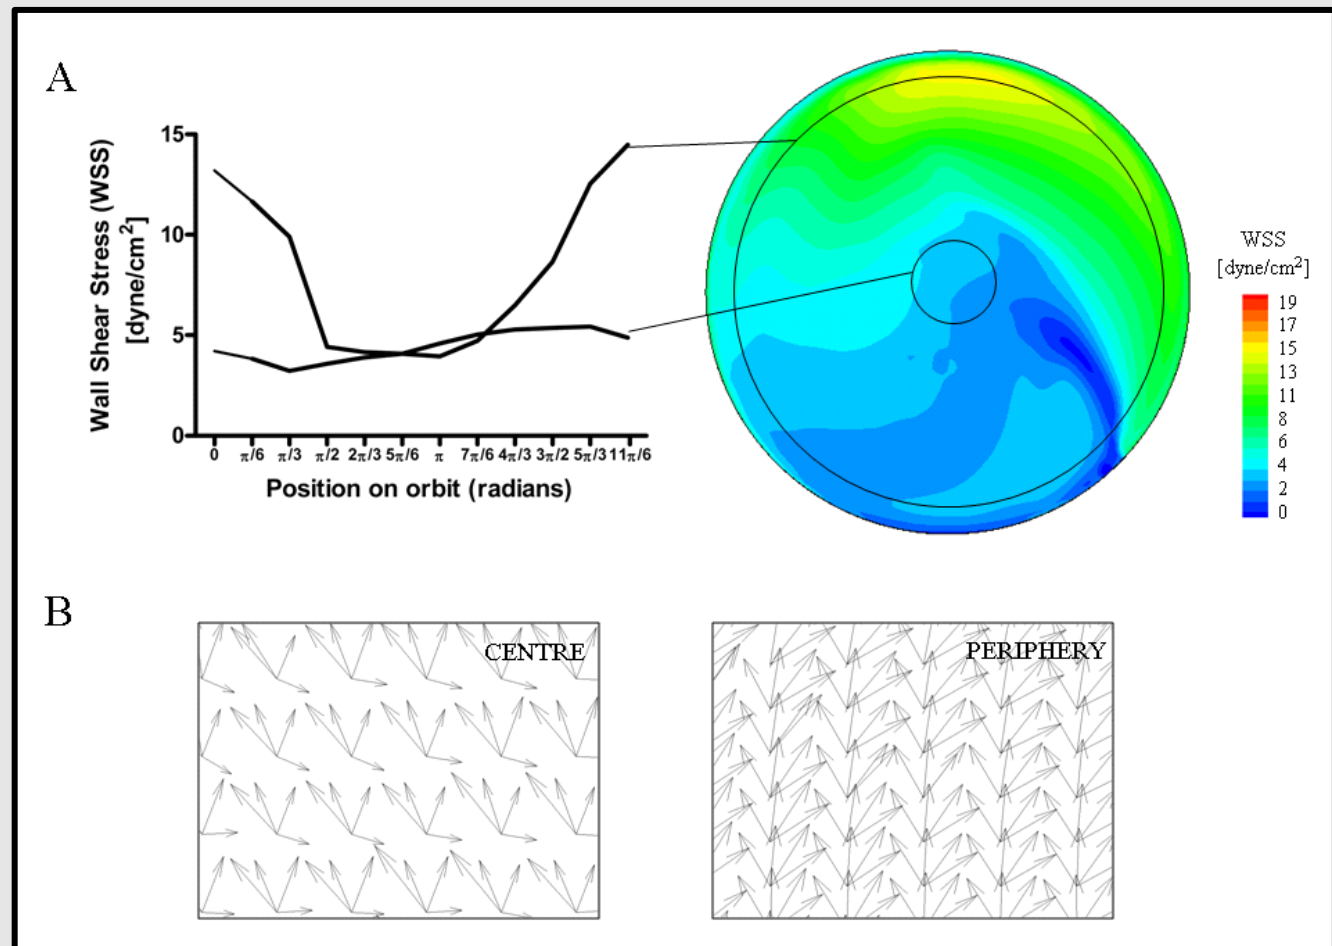 A
Wall Shear Stress (WSS)
[dyne/cm²]
15
10
5
0
0 π/6 π/3 π/2 2π/3 5π/6 π 7π/6 4π/3 3π/2 5π/3 11π/6
Position on orbit (radians)
WSS
[dyne/cm²]
19
17
15
13
11
8
6
4
2
0
B
CENTRE
PERIPHERY